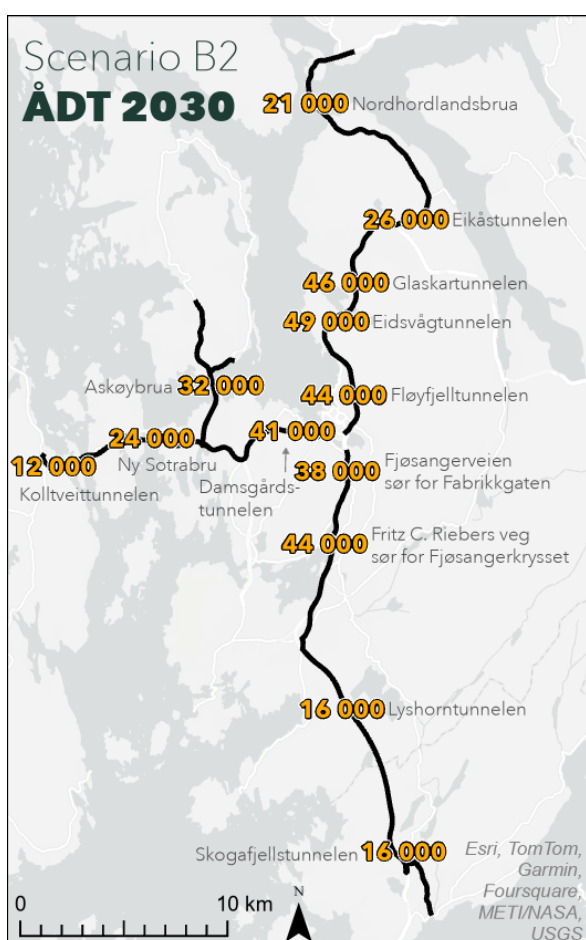 Scenario B2
ÅDT 2030
21 000 Nordhordlandsbrua
26 000 Eikåstunnelen
46 000 Glaskartunnelen
49 000 Eidsvågtunnelen
Askøybrua 32 000
44 000 Fløyfjelltunnelen
24 000
41 000
12 000
Ny Sotrabru
Kolltveittunnelen
Damsgårds-
tunnelen
38 000
Fjøsangerveien
sør for Fabrikkgaten
44 000
Fritz C. Riebers veg
sør for Fjøsangerkrysset
16 000 Lyshorntunnelen
Skogafjellstunnelen 16 000
0 10 km
N
Esri, TomTom,
Garmin,
Foursquare,
METI/NASA,
USGS